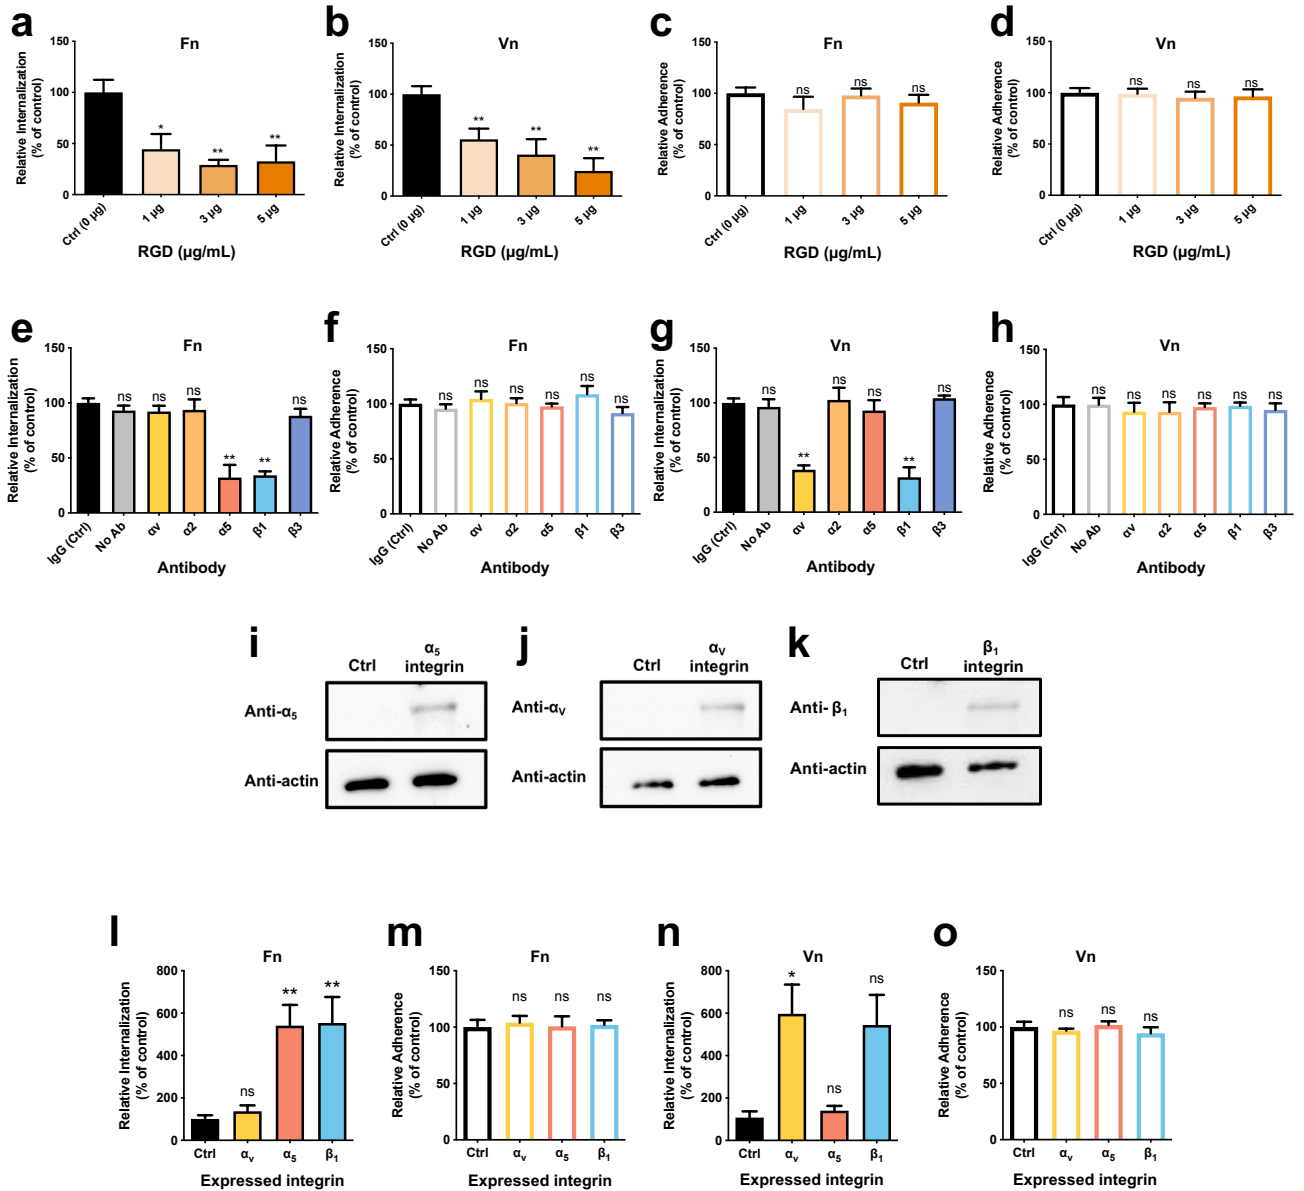 a
Fn
Relative Internalization
(% of control)
150
100
50
0
*
**
**
Ctrl (0 µg)
1 µg
3 µg
5 µg
RGD (µg/mL)
b
Vn
Relative Internalization
(% of control)
150
100
50
0
**
**
**
Ctrl (0 µg)
1 µg
3 µg
5 µg
RGD (µg/mL)
c
Fn
Relative Adherence
(% of control)
150
100
50
0
ns
ns
ns
Ctrl (0 µg)
1 µg
3 µg
5 µg
RGD (µg/mL)
d
Vn
Relative Adherence
(% of control)
150
100
50
0
ns
ns
ns
Ctrl (0 µg)
1 µg
3 µg
5 µg
RGD (µg/mL)
e
Fn
Relative Internalization
(% of control)
150
100
50
0
ns
ns
ns
**
**
ns
IgG (Ctrl)
No Ab
αv
α2
α5
β1
β3
Antibody
f
Fn
Relative Adherence
(% of control)
150
100
50
0
ns
ns
ns
ns
ns
ns
IgG (Ctrl)
No Ab
αv
α2
α5
β1
β3
Antibody
g
Vn
Relative Internalization
(% of control)
150
100
50
0
ns
**
ns
ns
**
ns
IgG (Ctrl)
No Ab
αv
α2
α5
β1
β3
Antibody
h
Vn
Relative Adherence
(% of control)
150
100
50
0
ns
ns
ns
ns
ns
ns
IgG (Ctrl)
No Ab
αv
α2
α5
β1
β3
Antibody
i
Ctrl
α5
integrin
Anti-α5
Anti-actin
j
Ctrl
αV
integrin
Anti-αV
Anti-actin
k
Ctrl
β1
integrin
Anti- β1
Anti-actin
l
Fn
Relative Internalization
(% of control)
800
600
400
200
0
ns
**
**
Ctrl
αv
α5
β1
Expressed integrin
m
Fn
Relative Adherence
(% of control)
150
100
50
0
ns
ns
ns
Ctrl
αv
α5
β1
Expressed integrin
n
Vn
Relative Internalization
(% of control)
800
600
400
200
0
*
ns
ns
Ctrl
αv
α5
β1
Expressed integrin
o
Vn
Relative Adherence
(% of control)
150
100
50
0
ns
ns
ns
Ctrl
αv
α5
β1
Expressed integrin